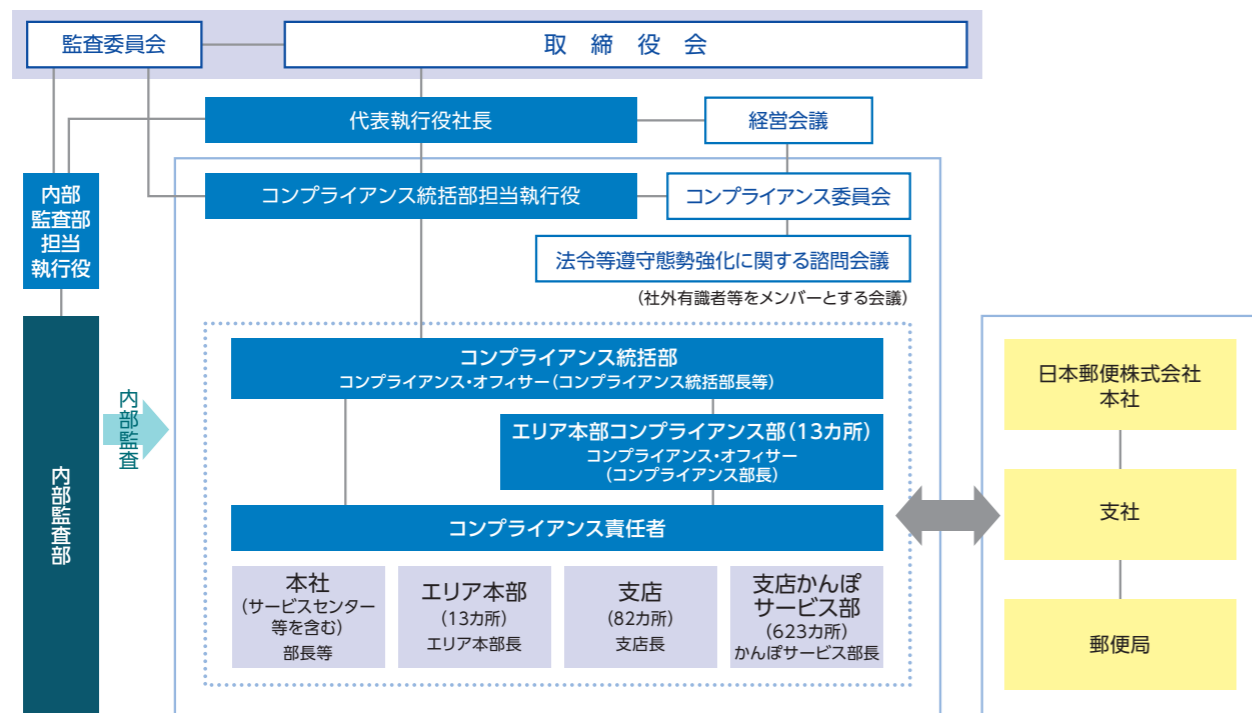 監査委員会
取締役会
代表執行役社長
経営会議
内部
監査部
担当
執行役
コンプライアンス統括部担当執行役
コンプライアンス委員会
法令等遵守態勢強化に関する諮問会議
(社外有識者等をメンバーとする会議)
内部監査部
内部監査
コンプライアンス統括部
コンプライアンス・オフィサー(コンプライアンス統括部長等)
エリア本部コンプライアンス部(13カ所)
コンプライアンス・オフィサー
(コンプライアンス部長)
コンプライアンス責任者
本社
(サービスセンター
等を含む)
部長等
エリア本部
(13カ所)
エリア本部長
支店
(82カ所)
支店長
支店かんぽ
サービス部
(623カ所)
かんぽサービス部長
日本郵便株式会社
本社
支社
郵便局